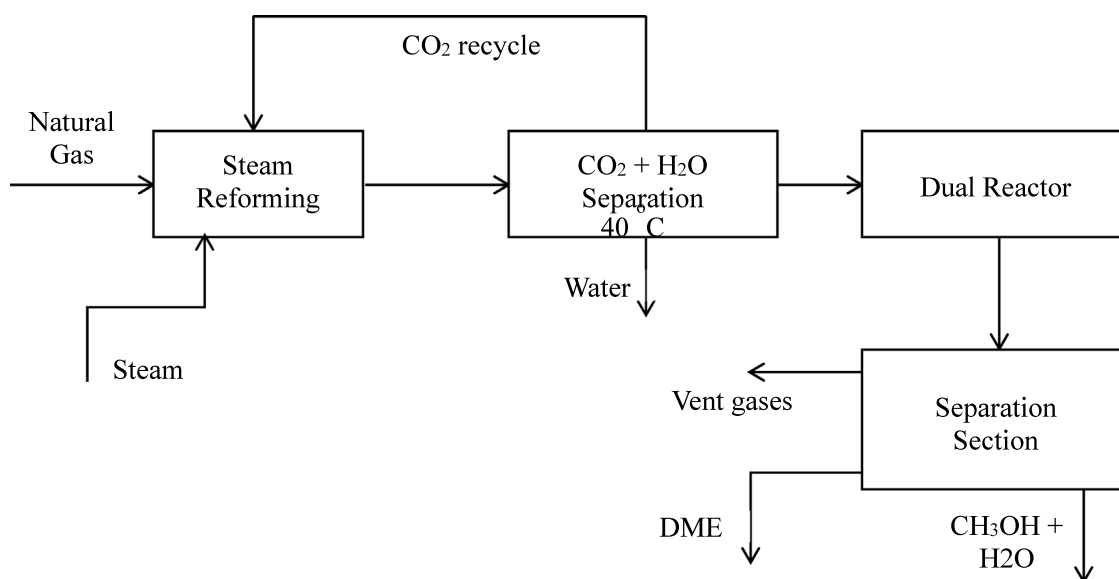 CO₂ recycle
Natural
Gas
Steam
Reforming
CO₂ + H₂O
Separation
40 °C
Dual Reactor
Water
Steam
Vent gases
Separation
Section
DME
CH₃OH +
H2O